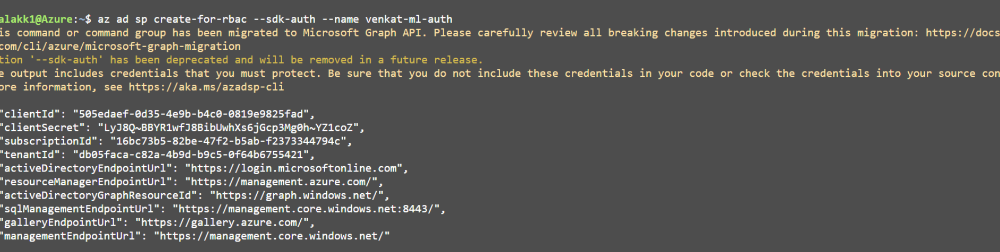 alakk1@Azure:~$ az ad sp create-for-rbac --sdk-auth --name venkat-ml-auth
is command or command group has been migrated to Microsoft Graph API. Please carefully review all breaking changes introduced during this migration: https://docs
com/cli/azure/microsoft-graph-migration
tion '--sdk-auth' has been deprecated and will be removed in a future release.
e output includes credentials that you must protect. Be sure that you do not include these credentials in your code or check the credentials into your source con
ore information, see https://aka.ms/azadsp-cli
"clientId": "505edaef-0d35-4e9b-b4c0-0819e9825fad",
"clientSecret": "LyJ8Q~BBYR1wfJ8BibUwhXs6jGcp3Mg0h~YZ1coZ",
"subscriptionId": "16bc73b5-82be-47f2-b5ab-f2373344794c",
"tenantId": "db05faca-c82a-4b9d-b9c5-0f64b6755421",
"activeDirectoryEndpointUrl": "https://login.microsoftonline.com",
"resourceManagerEndpointUrl": "https://management.azure.com/",
"activeDirectoryGraphResourceId": "https://graph.windows.net/",
"sqlManagementEndpointUrl": "https://management.core.windows.net:8443/",
"galleryEndpointUrl": "https://gallery.azure.com/",
"managementEndpointUrl": "https://management.core.windows.net/"